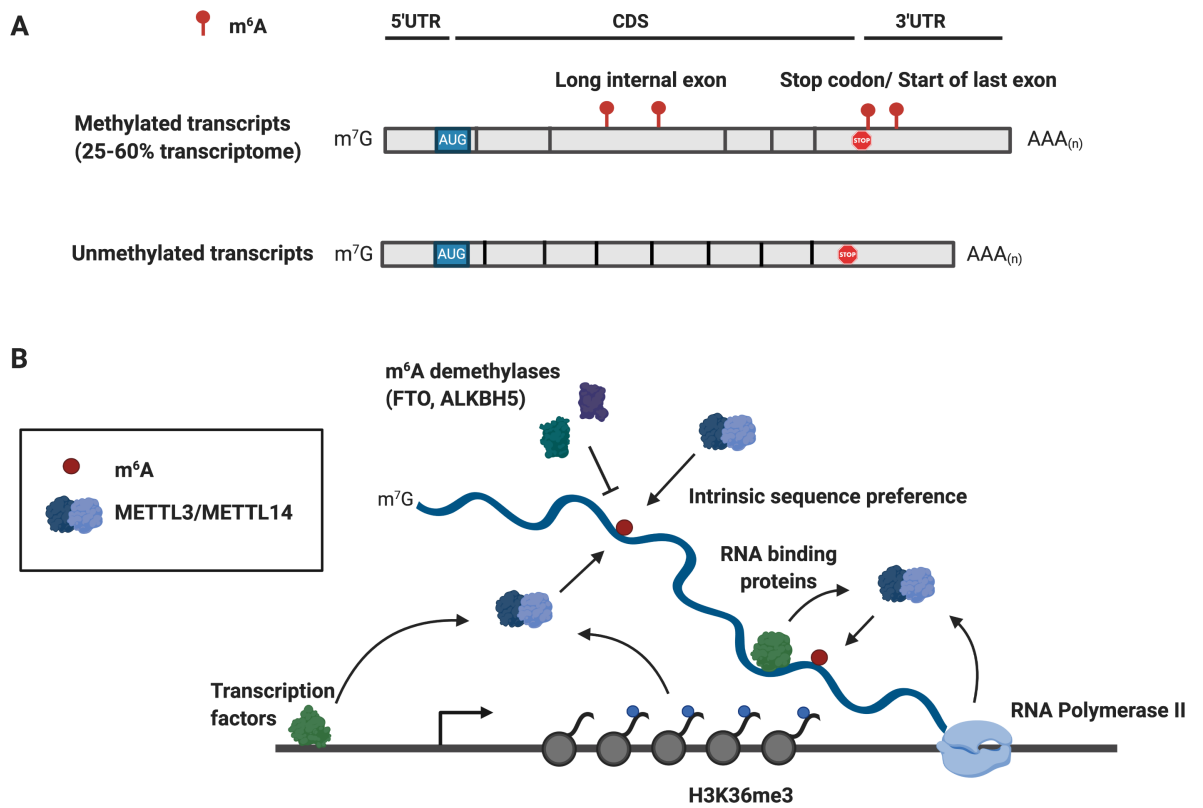 A
m⁶A
5'UTR
CDS
3'UTR
Long internal exon
Stop codon/ Start of last exon
Methylated transcripts
(25-60% transcriptome)
m⁷G
AUG
STOP
AAA(n)
Unmethylated transcripts
m⁷G
AUG
STOP
AAA(n)
B
m⁶A demethylases
(FTO, ALKBH5)
m⁶A
METTL3/METTL14
m⁷G
Intrinsic sequence preference
RNA binding
proteins
Transcription
factors
RNA Polymerase II
H3K36me3